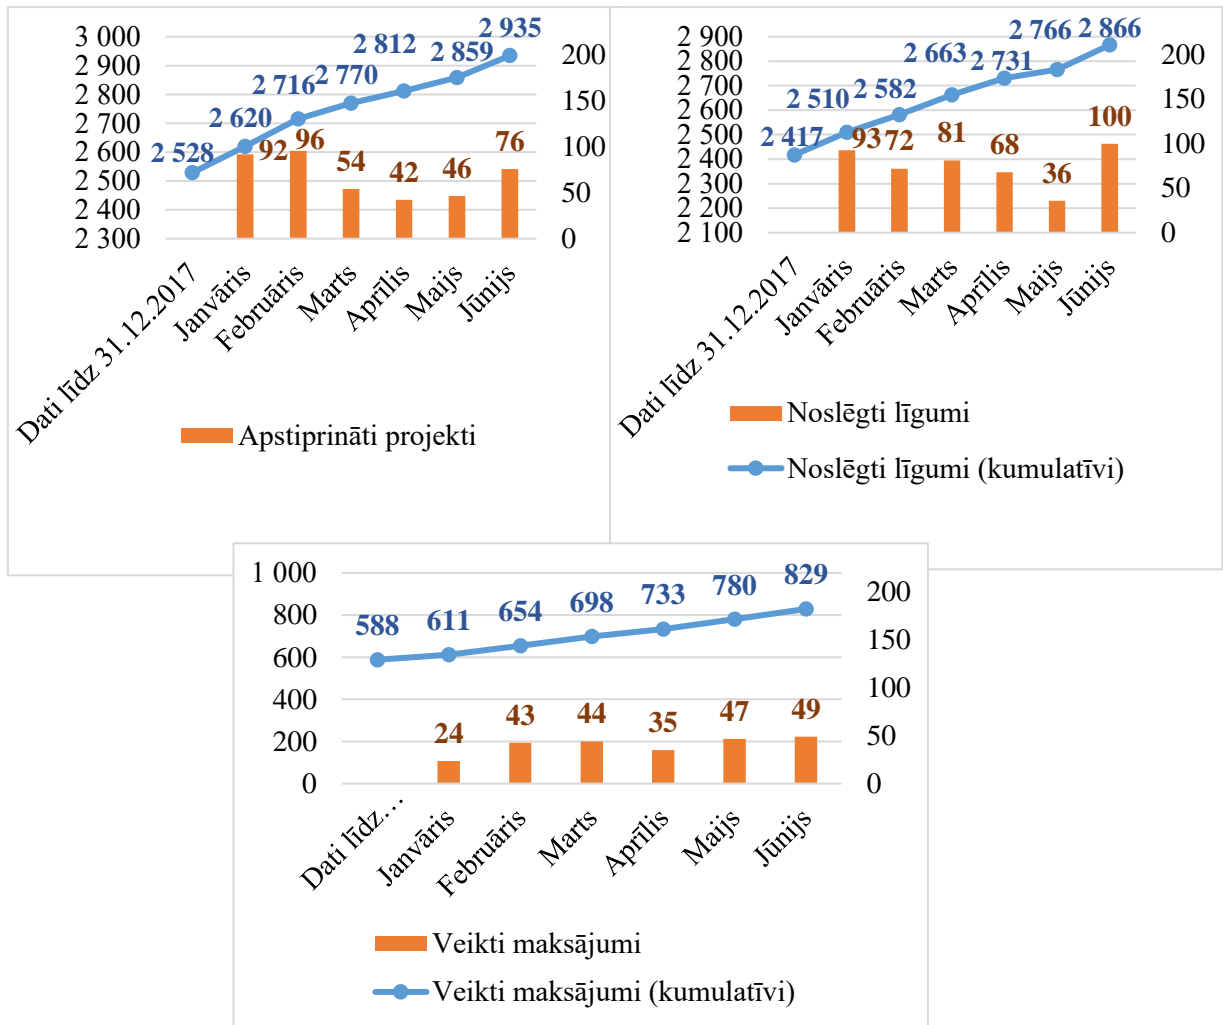 3 000
2 900
2 800
2 700
2 600
2 500
2 400
2 300
2 528
2 620
2 716
2 770
2 812
2 859
2 935
92
96
54
42
46
76
200
150
100
50
0
Dati līdz 31.12.2017
Janvāris
Februāris
Marts
Aprīlis
Maijs
Jūnijs
Apstiprināti projekti
2 900
2 800
2 700
2 600
2 500
2 400
2 300
2 200
2 100
2 417
2 510
2 582
2 663
2 731
2 766
2 866
93
72
81
68
36
100
200
150
100
50
0
Dati līdz 31.12.2017
Janvāris
Februāris
Marts
Aprīlis
Maijs
Jūnijs
Noslēgti līgumi
Noslēgti līgumi (kumulatīvi)
1 000
800
600
400
200
0
588
611
654
698
733
780
829
24
43
44
35
47
49
200
150
100
50
0
Dati līdz…
Janvāris
Februāris
Marts
Aprīlis
Maijs
Jūnijs
Veikti maksājumi
Veikti maksājumi (kumulatīvi)